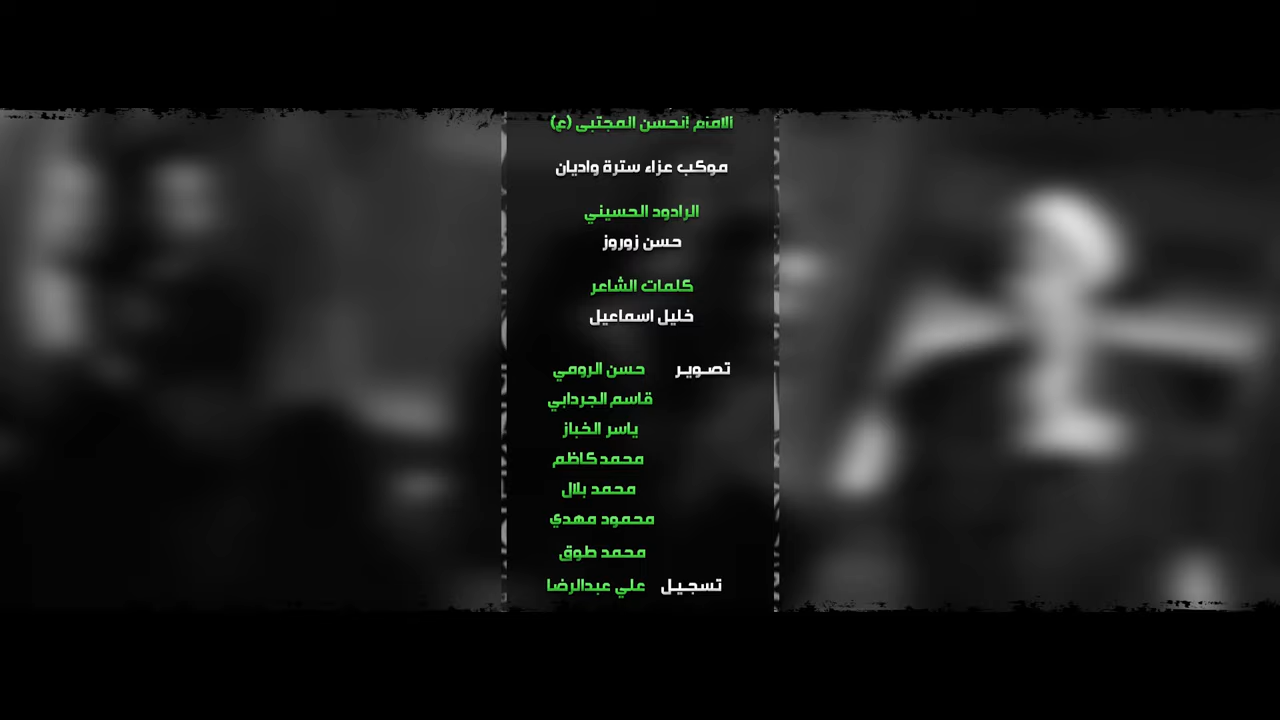 الامام الحسن المجتبى (ع)
موكب عزاء سترة واديان
الرادود الحسيني
حسن زوروز
كلمات الشاعر
خليل اسماعيل
تصوير حسن الرومي
قاسم الجردابي
ياسر الخباز
محمد كاظم
محمد بلال
محمود مهدي
محمد طوق
تسجيل علي عبدالرضا